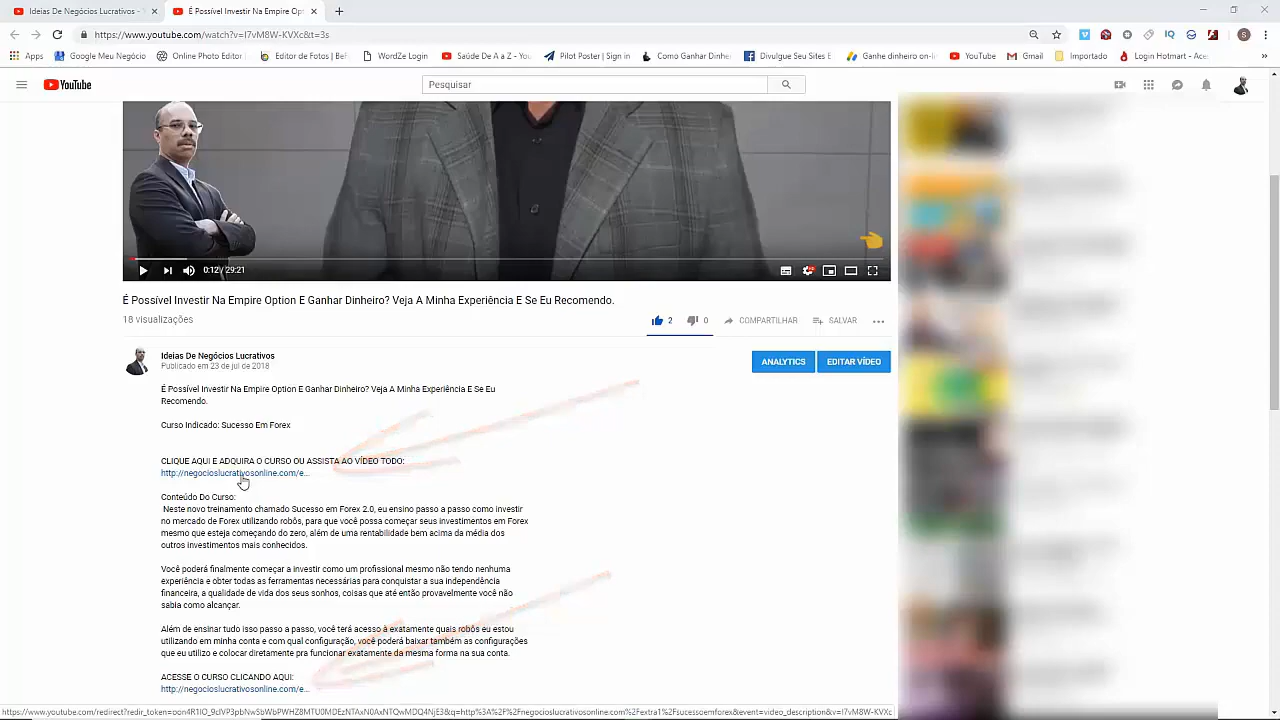 Ideias De Negócios Lucrativos - Y
É Possível Investir Na Empire Op
https://www.youtube.com/watch?v=I7vM8W-KVXc&t=3s
Apps
Google Meu Negócio
Online Photo Editor
Editor de Fotos | Bef
WordZe Login
Saúde De A a Z - You
Pilot Poster | Sign in
Como Ganhar Dinhe
Divulgue Seu Sites E
Ganhe dinheiro on-li
YouTube
Gmail
Importado
Login Hotmart - Ace
»
YouTube
Pesquisar
0:12 / 29:21
É Possível Investir Na Empire Option E Ganhar Dinheiro? Veja A Minha Experiência E Se Eu Recomendo.
18 visualizações
2
0
COMPARTILHAR
SALVAR
Ideias De Negócios Lucrativos
Publicado em 23 de jul de 2018
ANALYTICS
EDITAR VÍDEO
É Possível Investir Na Empire Option E Ganhar Dinheiro? Veja A Minha Experiência E Se Eu
Recomendo.
Curso Indicado: Sucesso Em Forex
CLIQUE AQUI E ADQUIRA O CURSO OU ASSISTA AO VÍDEO TODO:
http://negocioslucrativosonline.com/e...
Conteúdo Do Curso:
Neste novo treinamento chamado Sucesso em Forex 2.0, eu ensino passo a passo como investir
no mercado de Forex utilizando robôs, para que você possa começar seus investimentos em Forex
mesmo que esteja começando do zero, além de uma rentabilidade bem acima da média dos
outros investimentos mais conhecidos.
Você poderá finalmente começar a investir como um profissional mesmo não tendo nenhuma
experiência e obter todas as ferramentas necessárias para conquistar a sua independência
financeira, a qualidade de vida dos seus sonhos, coisas que até então provavelmente você não
sabia como alcançar.
Além de ensinar tudo isso passo a passo, você terá acesso à exatamente quais robôs eu estou
utilizando em minha conta e com qual configuração, você poderá baixar também as configurações
que eu utilizo e colocar diretamente pra funcionar exatamente da mesma forma na sua conta.
ACESSE O CURSO CLICANDO AQUI:
http://negocioslucrativosonline.com/e...